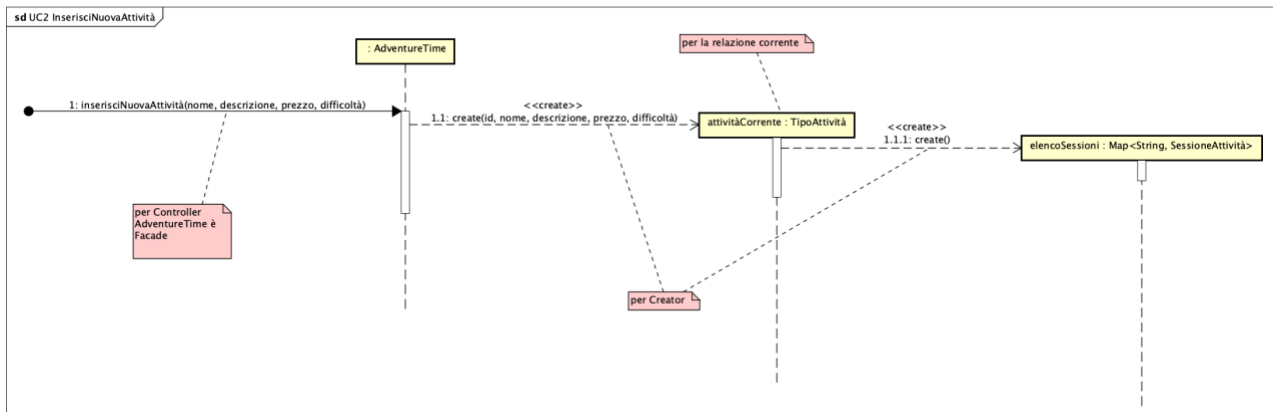 sd UC2 InserisciNuovaAttività
: AdventureTime
per la relazione corrente
1: inserisciNuovaAttività(nome, descrizione, prezzo, difficoltà)
<<create>>
1.1: create(id, nome, descrizione, prezzo, difficoltà)
attivitàCorrente : TipoAttività
<<create>>
1.1.1: create()
elencoSessioni : Map<String, SessioneAttività>
per Controller
AdventureTime è
Facade
per Creator